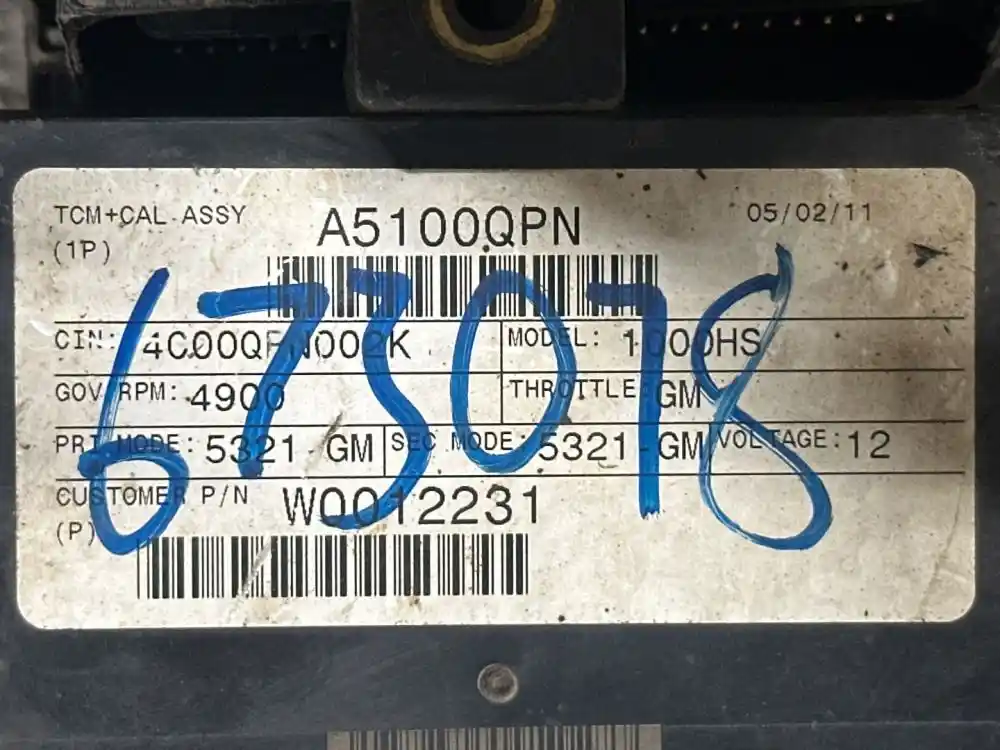 TCM+CAL ASSY A5100QPN 05/02/11
(1P)
CIN: 4C00QPN002K MODEL: 1000HS
GOV RPM: 4900 THROTTLE: GM
PRI MODE: 5321 GM SEC MODE: 5321 GM VOLTAGE: 12
CUSTOMER P/N W0012231
(P)
673078